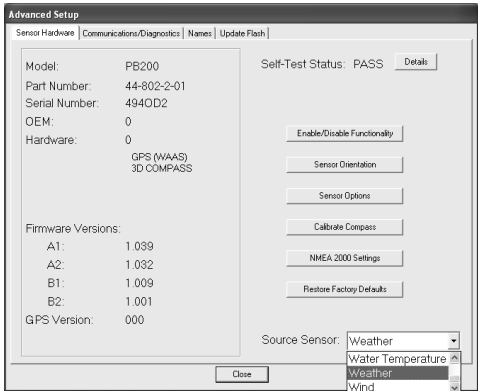 Advanced Setup
Sensor Hardware Communications/Diagnostics Names Update Flash
Model: PB200
Part Number: 44-802-2-01
Serial Number: 494OD2
OEM: 0
Hardware: 0
GPS (WAAS)
3D COMPASS
Firmware Versions:
A1: 1.039
A2: 1.032
B1: 1.009
B2: 1.001
GPS Version: 000
Self-Test Status: PASS Details
Enable/Disable Functionality
Sensor Orientation
Sensor Options
Calibrate Compass
NMEA 2000 Settings
Restore Factory Defaults
Source Sensor: Weather
Water Temperature
Weather
Wind
Close